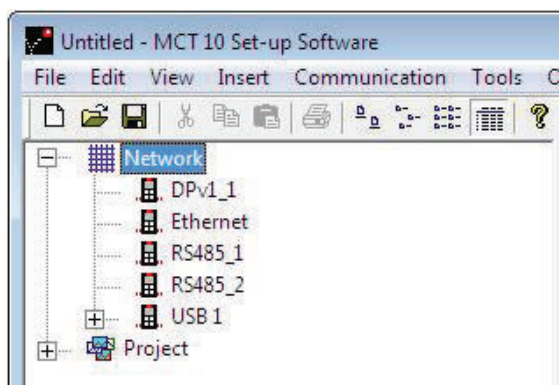 Untitled - MCT 10 Set-up Software
File Edit View Insert Communication Tools
Network
DPv1_1
Ethernet
RS485_1
RS485_2
USB 1
Project